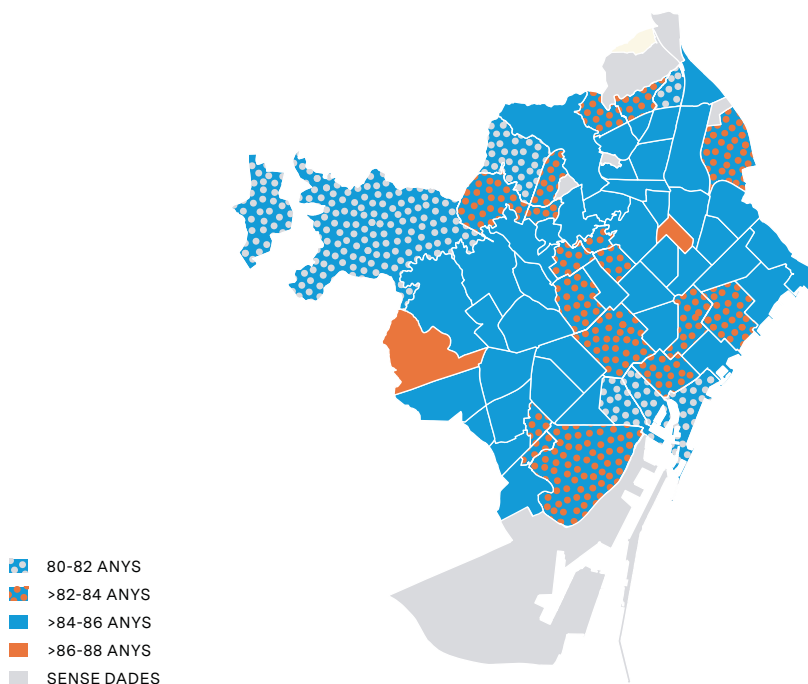 80-82 ANYS
>82-84 ANYS
>84-86 ANYS
>86-88 ANYS
SENSE DADES